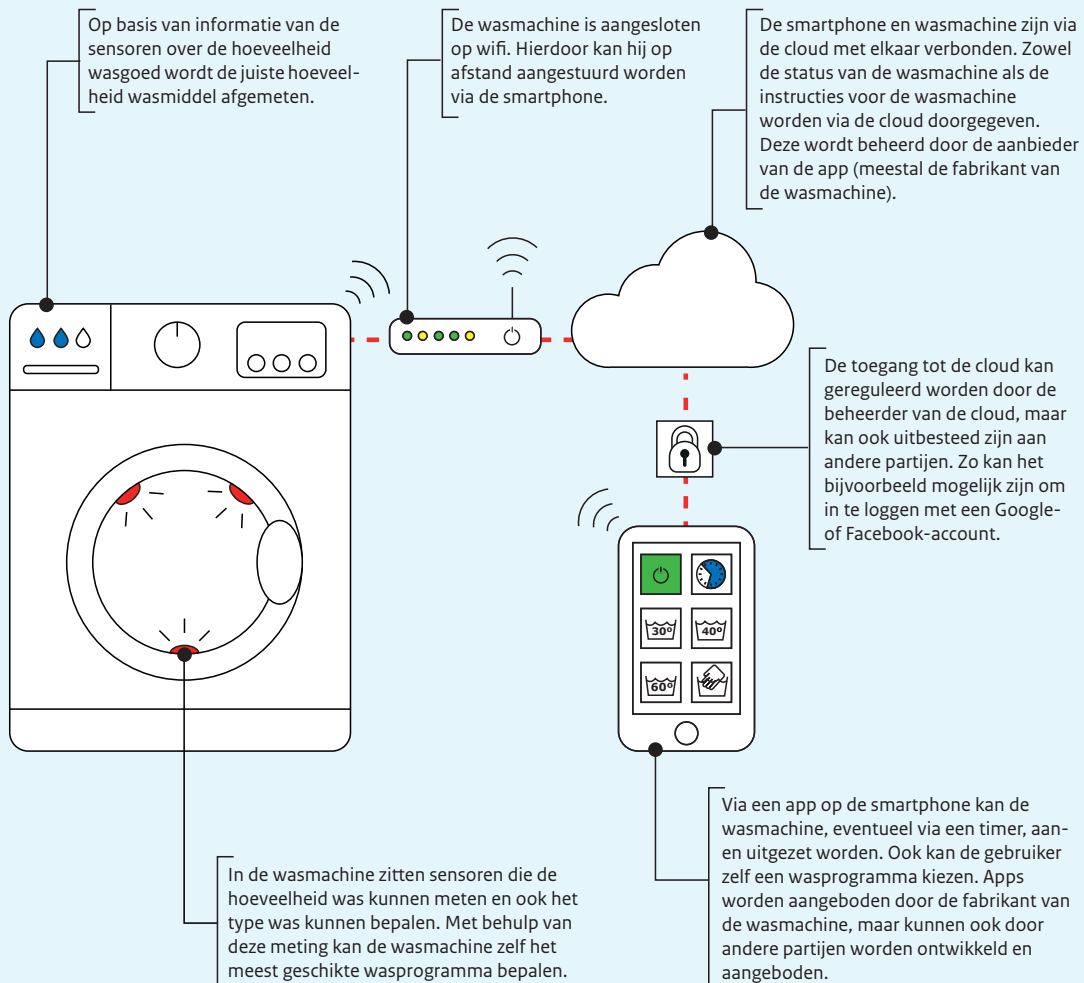 Op basis van informatie van de
sensoren over de hoeveelheid
wasgoed wordt de juiste hoeveel-
heid wasmiddel afgemeten.
De wasmachine is aangesloten
op wifi. Hierdoor kan hij op
afstand aangestuurd worden
via de smartphone.
De smartphone en wasmachine zijn via
de cloud met elkaar verbonden. Zowel
de status van de wasmachine als de
instructies voor de wasmachine
worden via de cloud doorgegeven.
Deze wordt beheerd door de aanbieder
van de app (meestal de fabrikant van
de wasmachine).
De toegang tot de cloud kan
gereguleerd worden door de
beheerder van de cloud, maar
kan ook uitbesteed zijn aan
andere partijen. Zo kan het
bijvoorbeeld mogelijk zijn om
in te loggen met een Google-
of Facebook-account.
30º
40º
60º
In de wasmachine zitten sensoren die de
hoeveelheid was kunnen meten en ook het
type was kunnen bepalen. Met behulp van
deze meting kan de wasmachine zelf het
meest geschikte wasprogramma bepalen.
Via een app op de smartphone kan de
wasmachine, eventueel via een timer, aan-
en uitgezet worden. Ook kan de gebruiker
zelf een wasprogramma kiezen. Apps
worden aangeboden door de fabrikant van
de wasmachine, maar kunnen ook door
andere partijen worden ontwikkeld en
aangeboden.